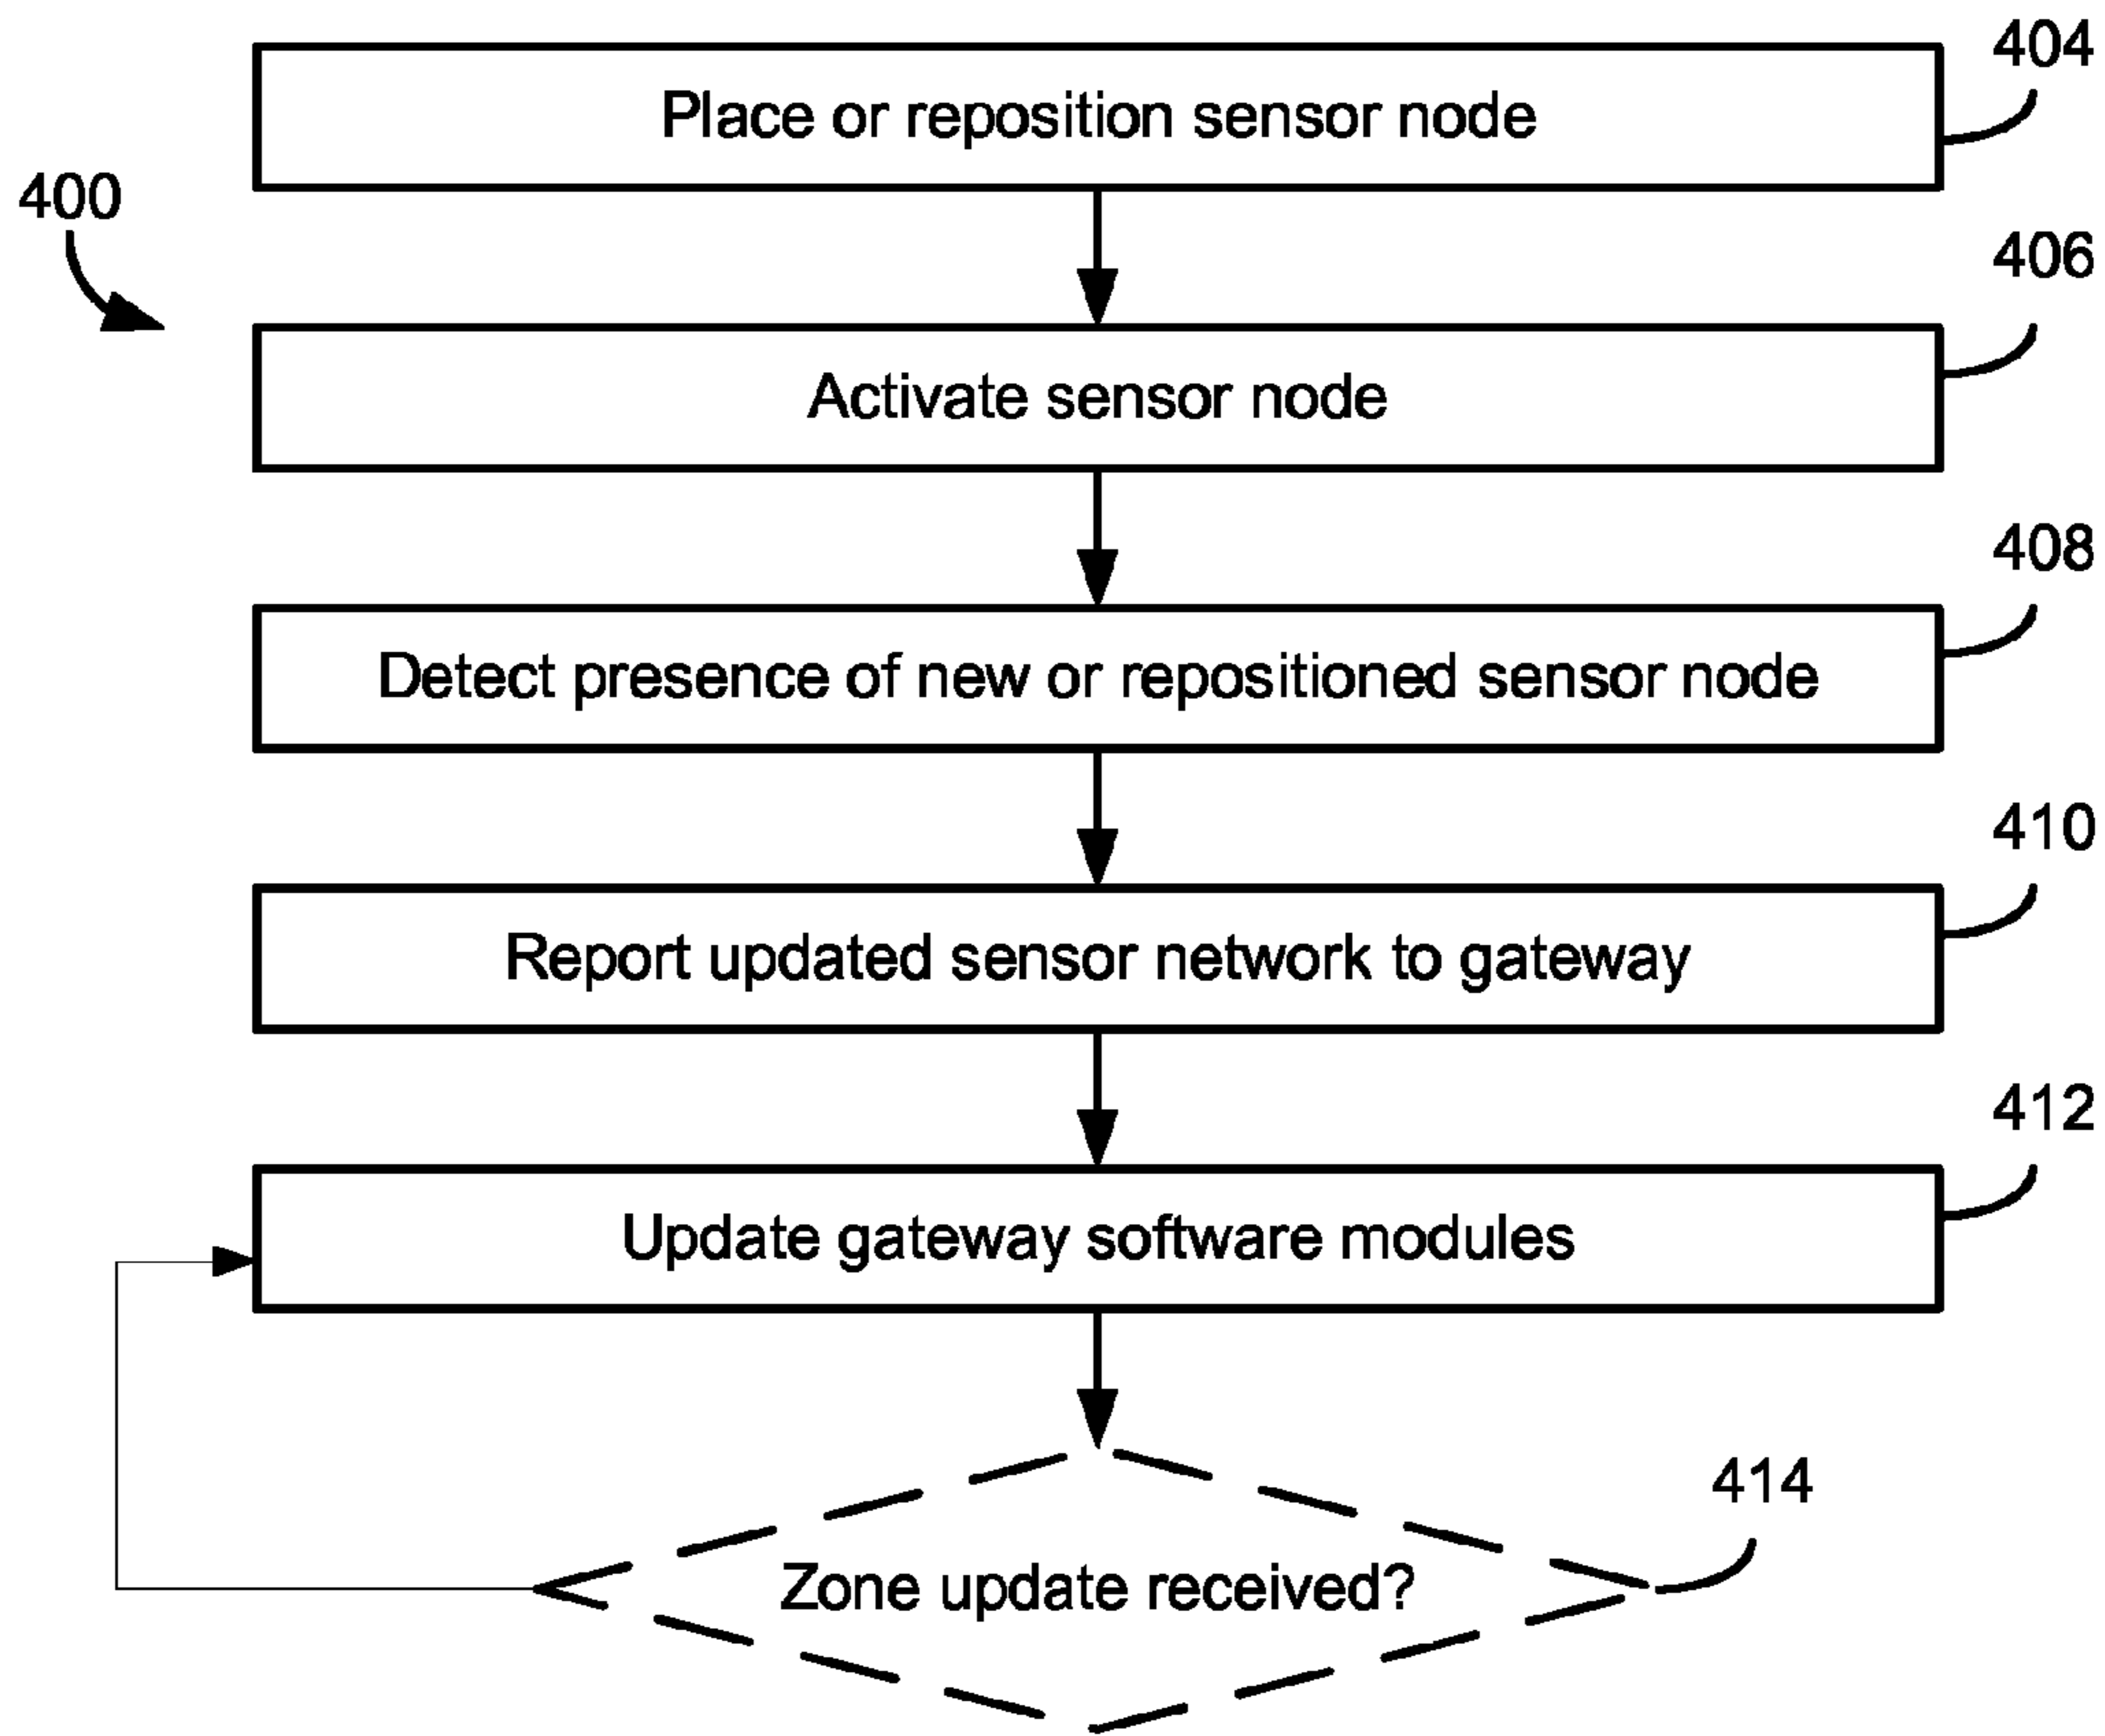 404
Place or reposition sensor node
400
406
Activate sensor node
408
Detect presence of new or repositioned sensor node
410
Report updated sensor network to gateway
412
Update gateway software modules
414
Zone update received?